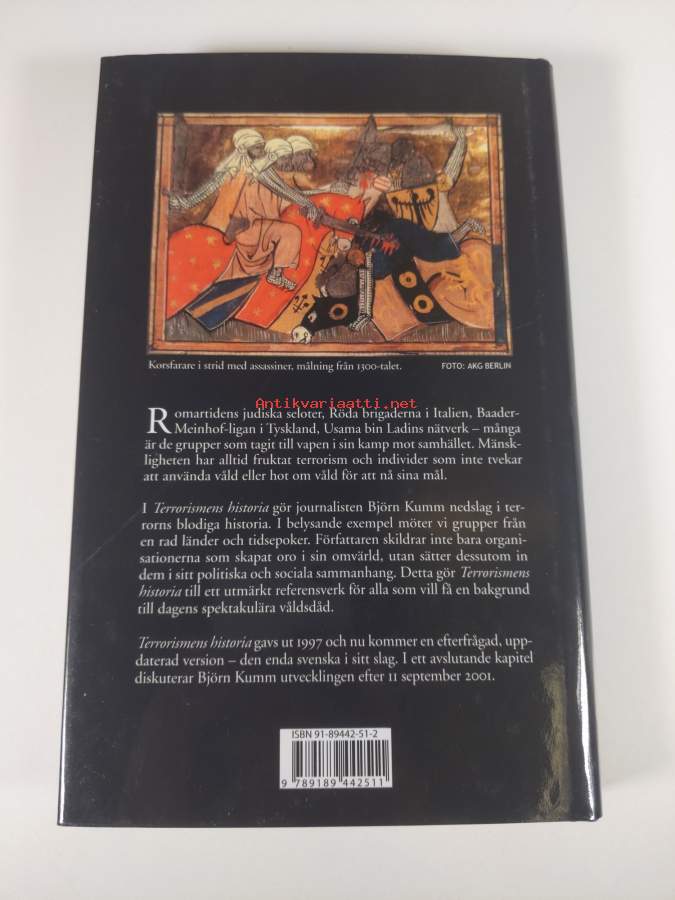 Korsfarare i strid med assassiner, målning från 1300-talet.
FOTO: AKG BERLIN
Antikvariaatti.net
Romartidens judiska seloter, Röda brigaderna i Italien, Baader-
Meinhof-ligan i Tyskland, Usama bin Ladins nätverk – många
är de grupper som tagit till vapen i sin kamp mot samhället. Mänsk-
ligheten har alltid fruktat terrorism och individer som inte tvekar
att använda våld eller hot om våld för att nå sina mål.
I Terrorismens historia gör journalisten Björn Kumm nedslag i ter-
rorns blodiga historia. I belysande exempel möter vi grupper från
en rad länder och tidsepoker. Författaren skildrar inte bara organi-
sationerna som skapat oro i sin omvärld, utan sätter dessutom in
dem i sitt politiska och sociala sammanhang. Detta gör Terrorismens
historia till ett utmärkt referensverk för alla som vill få en bakgrund
till dagens spektakulära våldsdåd.
Terrorismens historia gavs ut 1997 och nu kommer en efterfrågad, upp-
daterad version – den enda svenska i sitt slag. I ett avslutande kapitel
diskuterar Björn Kumm utvecklingen efter 11 september 2001.
ISBN 91-89442-51-2
9 789189 442511